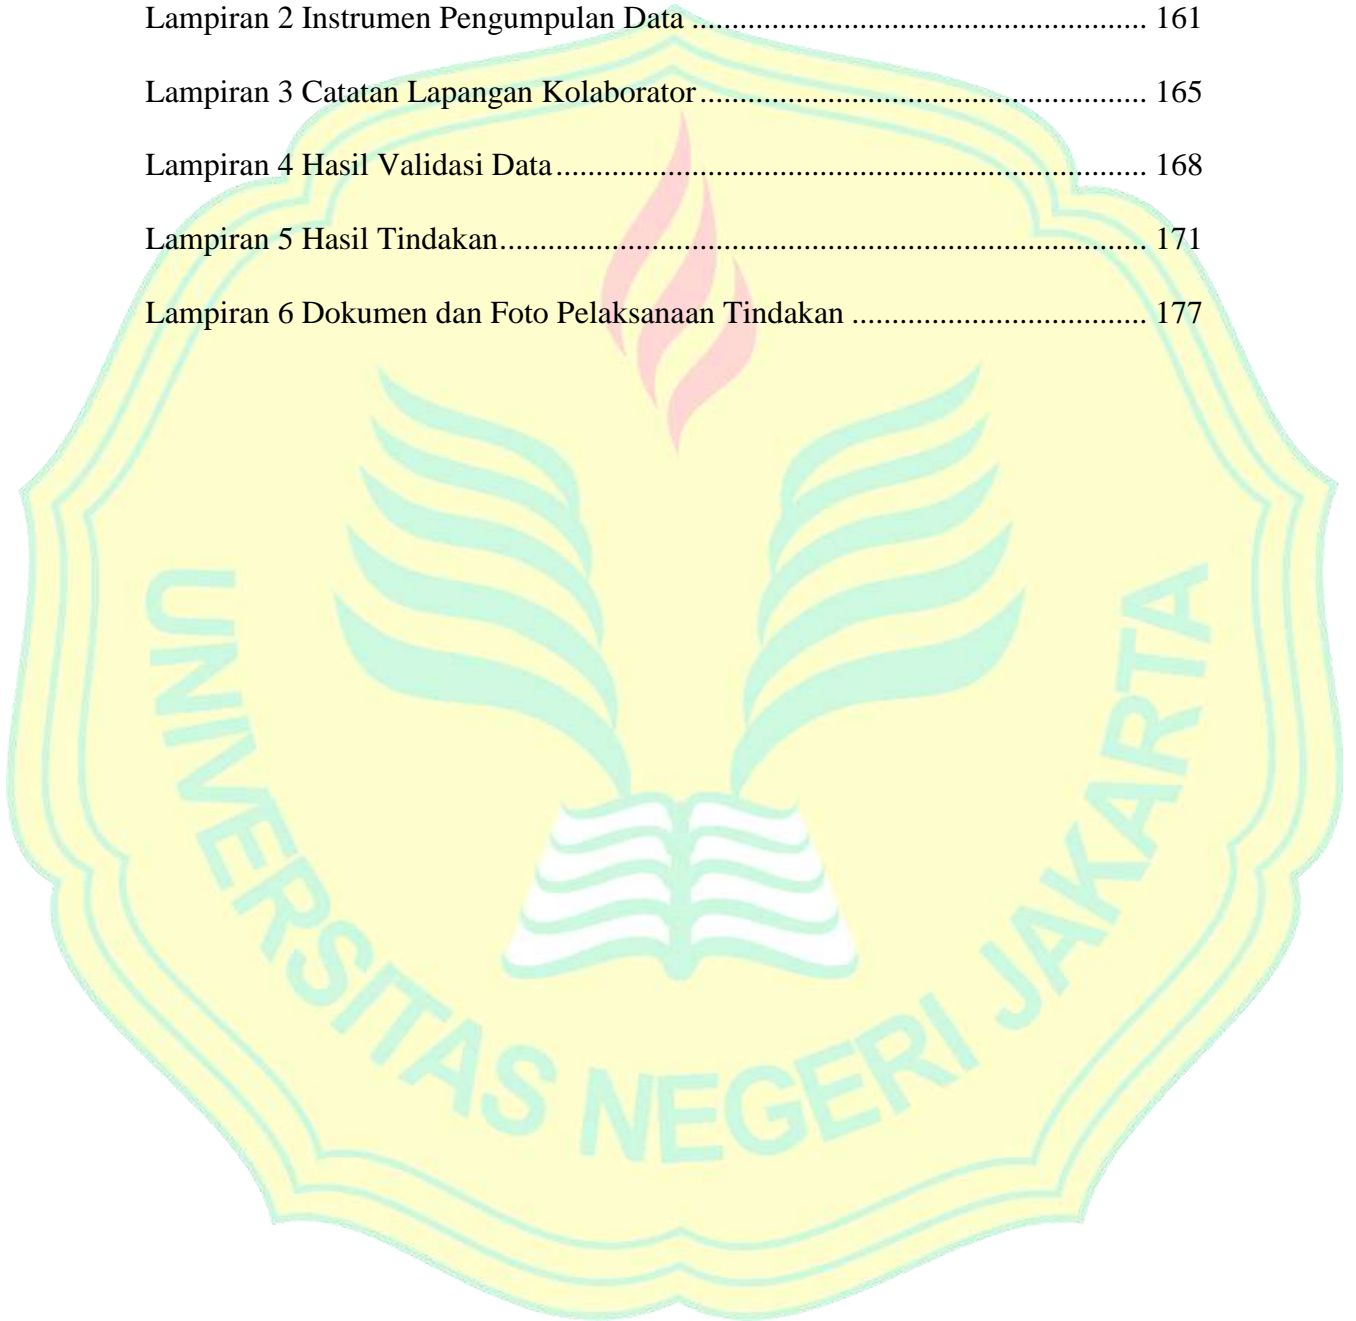 Lampiran 2 Instrumen Pengumpulan Data ......................................................... 161
Lampiran 3 Catatan Lapangan Kolaborator ........................................................ 165
Lampiran 4 Hasil Validasi Data .......................................................................... 168
Lampiran 5 Hasil Tindakan ................................................................................. 171
Lampiran 6 Dokumen dan Foto Pelaksanaan Tindakan ..................................... 177
UNIVERSITAS NEGERI JAKARTA